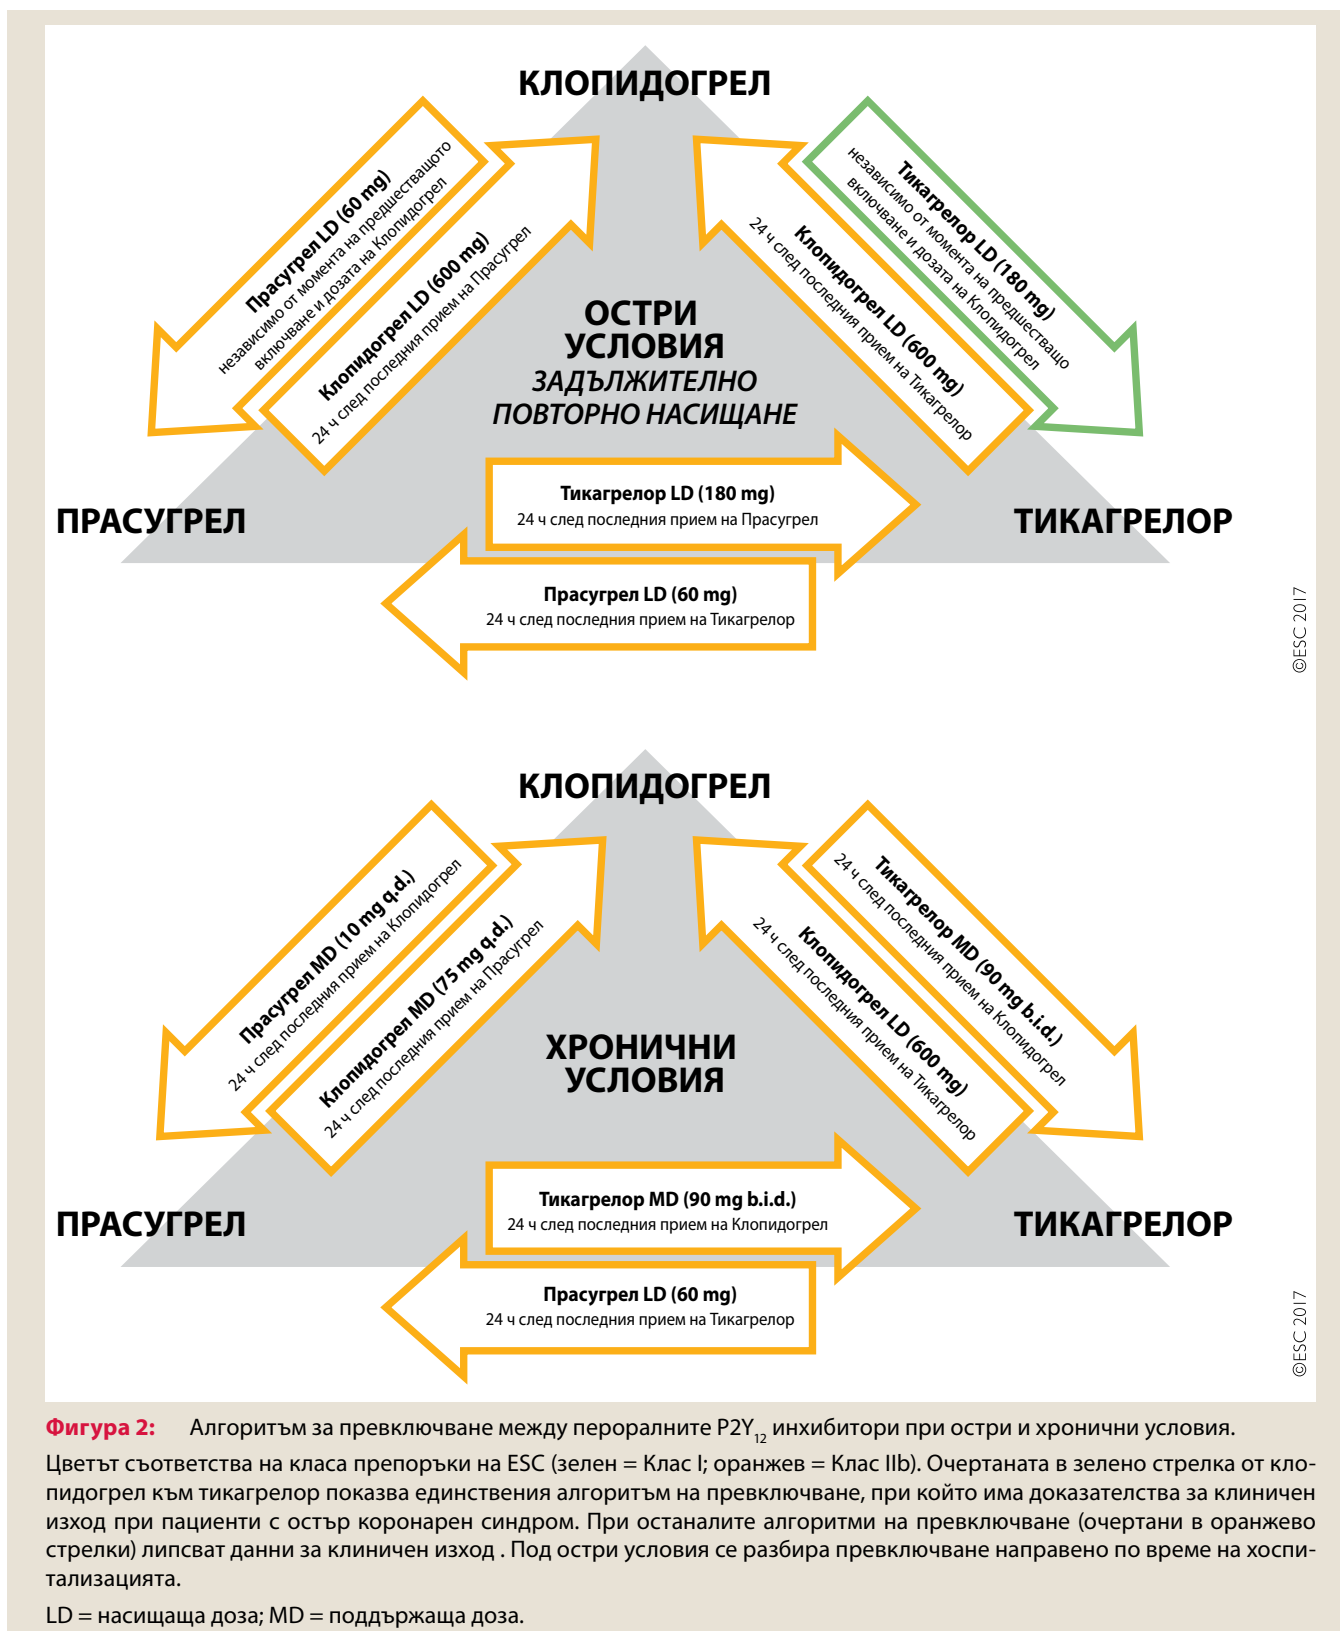 КЛОПИДОГРЕЛ
Прасугрел LD (60 mg)
независимо от момента на предшестващото
включване и дозата на Клопидогрел
Клопидогрел LD (600 mg)
24 ч след последния прием на Прасугрел
Тикагрелор LD (180 mg)
независимо от момента на предшестващо
включване и дозата на Клопидогрел
Клопидогрел LD (600 mg)
24 ч след последния прием на Тикагрелор
ОСТРИ
УСЛОВИЯ
ЗАДЪЛЖИТЕЛНО
ПОВТОРНО НАСИЩАНЕ
Тикагрелор LD (180 mg)
24 ч след последния прием на Прасугрел
ПРАСУГРЕЛ
ТИКАГРЕЛОР
Прасугрел LD (60 mg)
24 ч след последния прием на Тикагрелор
©ESC 2017
КЛОПИДОГРЕЛ
Прасугрел MD (10 mg q.d.)
24 ч след последния прием на Клопидогрел
Клопидогрел MD (75 mg q.d.)
24 ч след последния прием на Прасугрел
Тикагрелор MD (90 mg b.i.d.)
24 ч след последния прием на Клопидогрел
Клопидогрел LD (600 mg)
24 ч след последния прием на Тикагрелор
ХРОНИЧНИ
УСЛОВИЯ
Тикагрелор MD (90 mg b.i.d.)
24 ч след последния прием на Клопидогрел
ПРАСУГРЕЛ
ТИКАГРЕЛОР
Прасугрел LD (60 mg)
24 ч след последния прием на Тикагрелор
©ESC 2017
Фигура 2: Алгоритъм за превключване между пероралните P2Y12 инхибитори при остри и хронични условия.
Цветът съответства на класа препоръки на ESC (зелен = Клас I; оранжев = Клас IIb). Очертаната в зелено стрелка от кло-
пидогрел към тикагрелор показва единствения алгоритъм на превключване, при който има доказателства за клиничен
изход при пациенти с остър коронарен синдром. При останалите алгоритми на превключване (очертани в оранжево
стрелки) липсват данни за клиничен изход . Под остри условия се разбира превключване направено по време на хоспи-
тализацията.
LD = насищаща доза; MD = поддържаща доза.